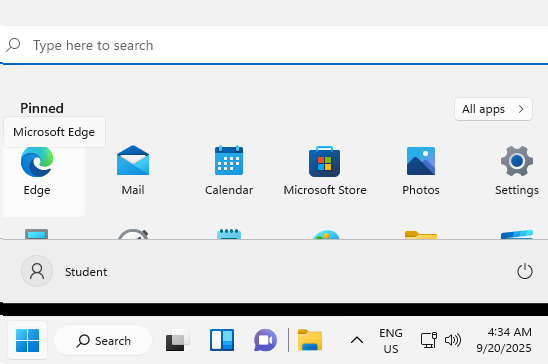 Type here to search
Pinned
All apps
Microsoft Edge
Edge
Mail
Calendar
Microsoft Store
Photos
Settings
Student
Search
ENG
US
4:34 AM
9/20/2025